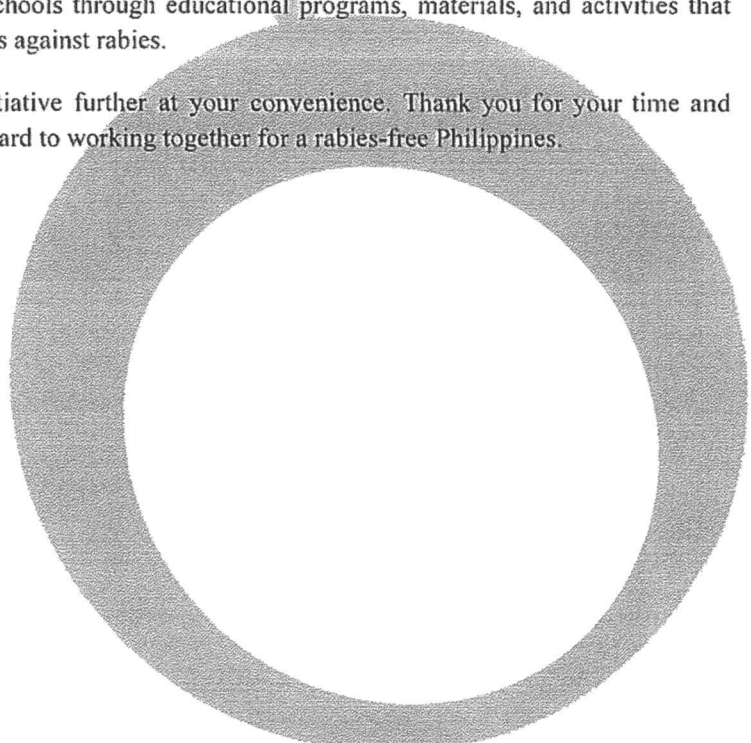 chools through educational programs, materials, and activities that
s against rabies.
tiative further at your convenience. Thank you for your time and
ard to working together for a rabies-free Philippines.